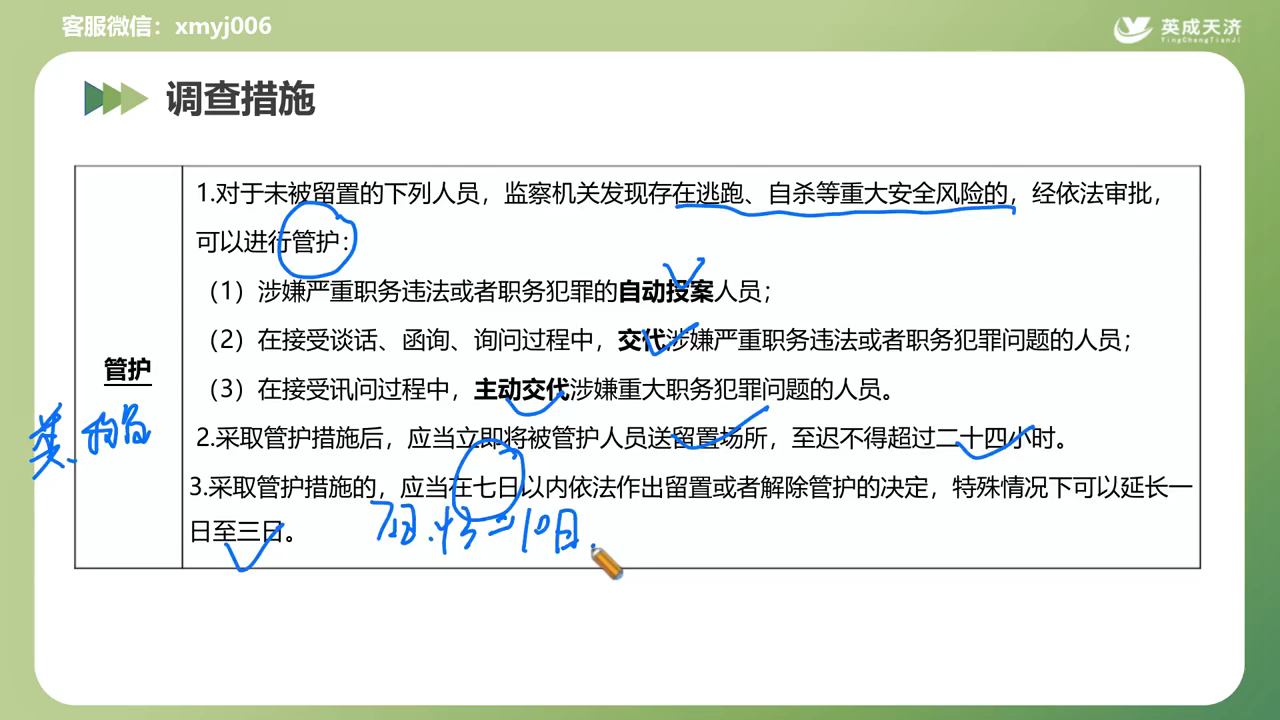 客服微信：xmyj006
英成天济
YingChengTianJi
调查措施
管护
类拘留
1.对于未被留置的下列人员，监察机关发现存在逃跑、自杀等重大安全风险的，经依法审批，
可以进行管护：
（1）涉嫌严重职务违法或者职务犯罪的自动投案人员；
（2）在接受谈话、函询、询问过程中，交代涉嫌严重职务违法或者职务犯罪问题的人员；
（3）在接受讯问过程中，主动交代涉嫌重大职务犯罪问题的人员。
2.采取管护措施后，应当立即将被管护人员送留置场所，至迟不得超过二十四小时。
3.采取管护措施的，应当在七日以内依法作出留置或者解除管护的决定，特殊情况下可以延长一
日至三日。
7日 10日